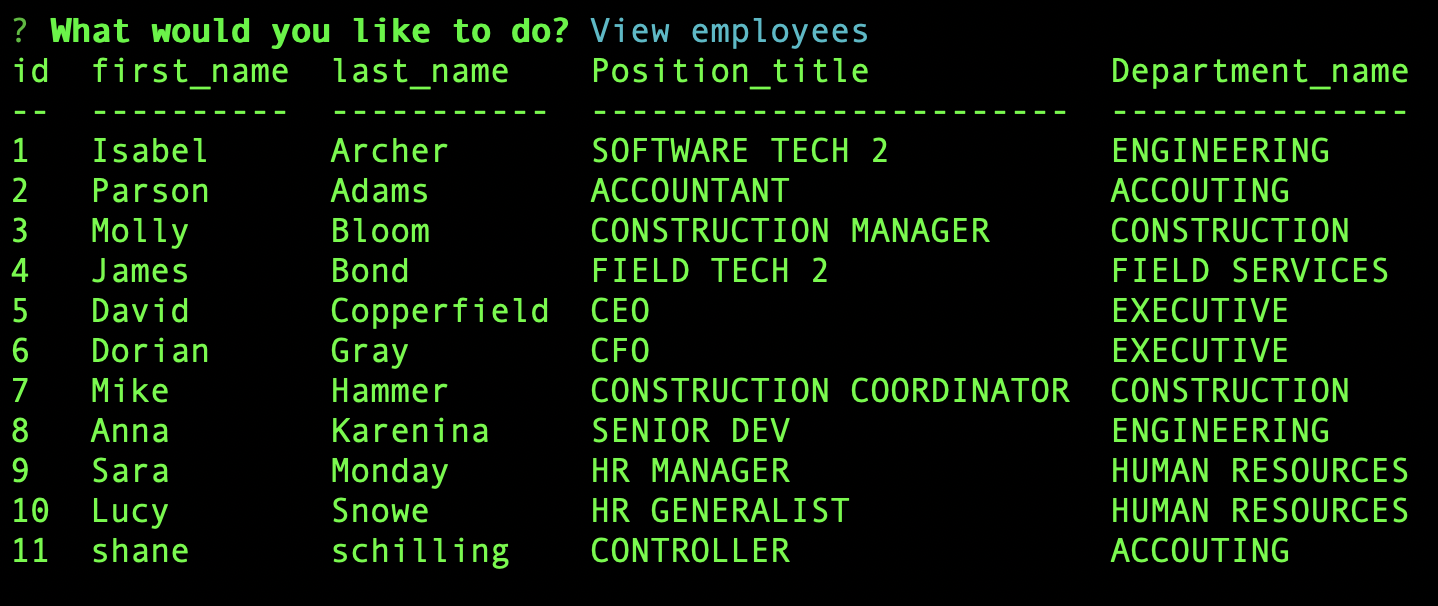 ? What would you like to do? View employees
id  first_name  last_name    Position_title            Department_name
--  ----------  -----------  ------------------------  ---------------
1   Isabel      Archer       SOFTWARE TECH 2           ENGINEERING
2   Parson      Adams        ACCOUNTANT                ACCOUTING
3   Molly       Bloom        CONSTRUCTION MANAGER      CONSTRUCTION
4   James       Bond         FIELD TECH 2              FIELD SERVICES
5   David       Copperfield  CEO                       EXECUTIVE
6   Dorian      Gray         CFO                       EXECUTIVE
7   Mike        Hammer       CONSTRUCTION COORDINATOR  CONSTRUCTION
8   Anna        Karenina     SENIOR DEV                ENGINEERING
9   Sara        Monday       HR MANAGER                HUMAN RESOURCES
10  Lucy        Snowe        HR GENERALIST             HUMAN RESOURCES
11  shane       schilling    CONTROLLER                ACCOUTING